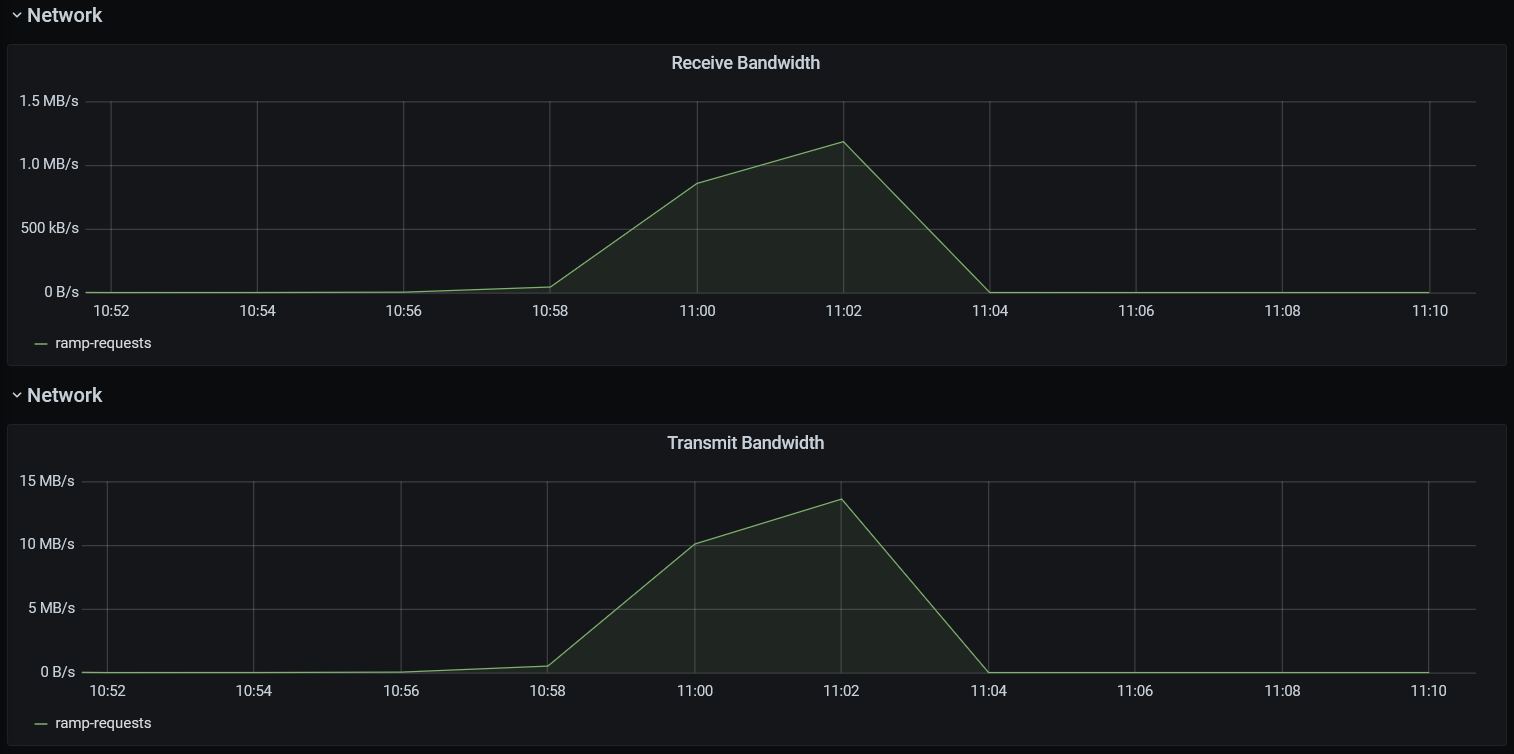 Network
Receive Bandwidth
1.5 MB/s
1.0 MB/s
500 kB/s
0 B/s
10:52 10:54 10:56 10:58 11:00 11:02 11:04 11:06 11:08 11:10
ramp-requests
Network
Transmit Bandwidth
15 MB/s
10 MB/s
5 MB/s
0 B/s
10:52 10:54 10:56 10:58 11:00 11:02 11:04 11:06 11:08 11:10
ramp-requests